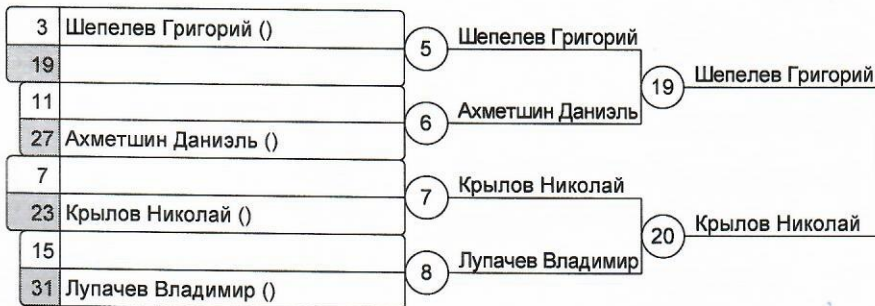 3 Шепелев Григорий ()
19
5 Шепелев Григорий
11
27 Ахметшин Даниэль ()
6 Ахметшин Даниэль
19 Шепелев Григорий
7
23 Крылов Николай ()
7 Крылов Николай
15
31 Лупачев Владимир ()
8 Лупачев Владимир
20 Крылов Николай